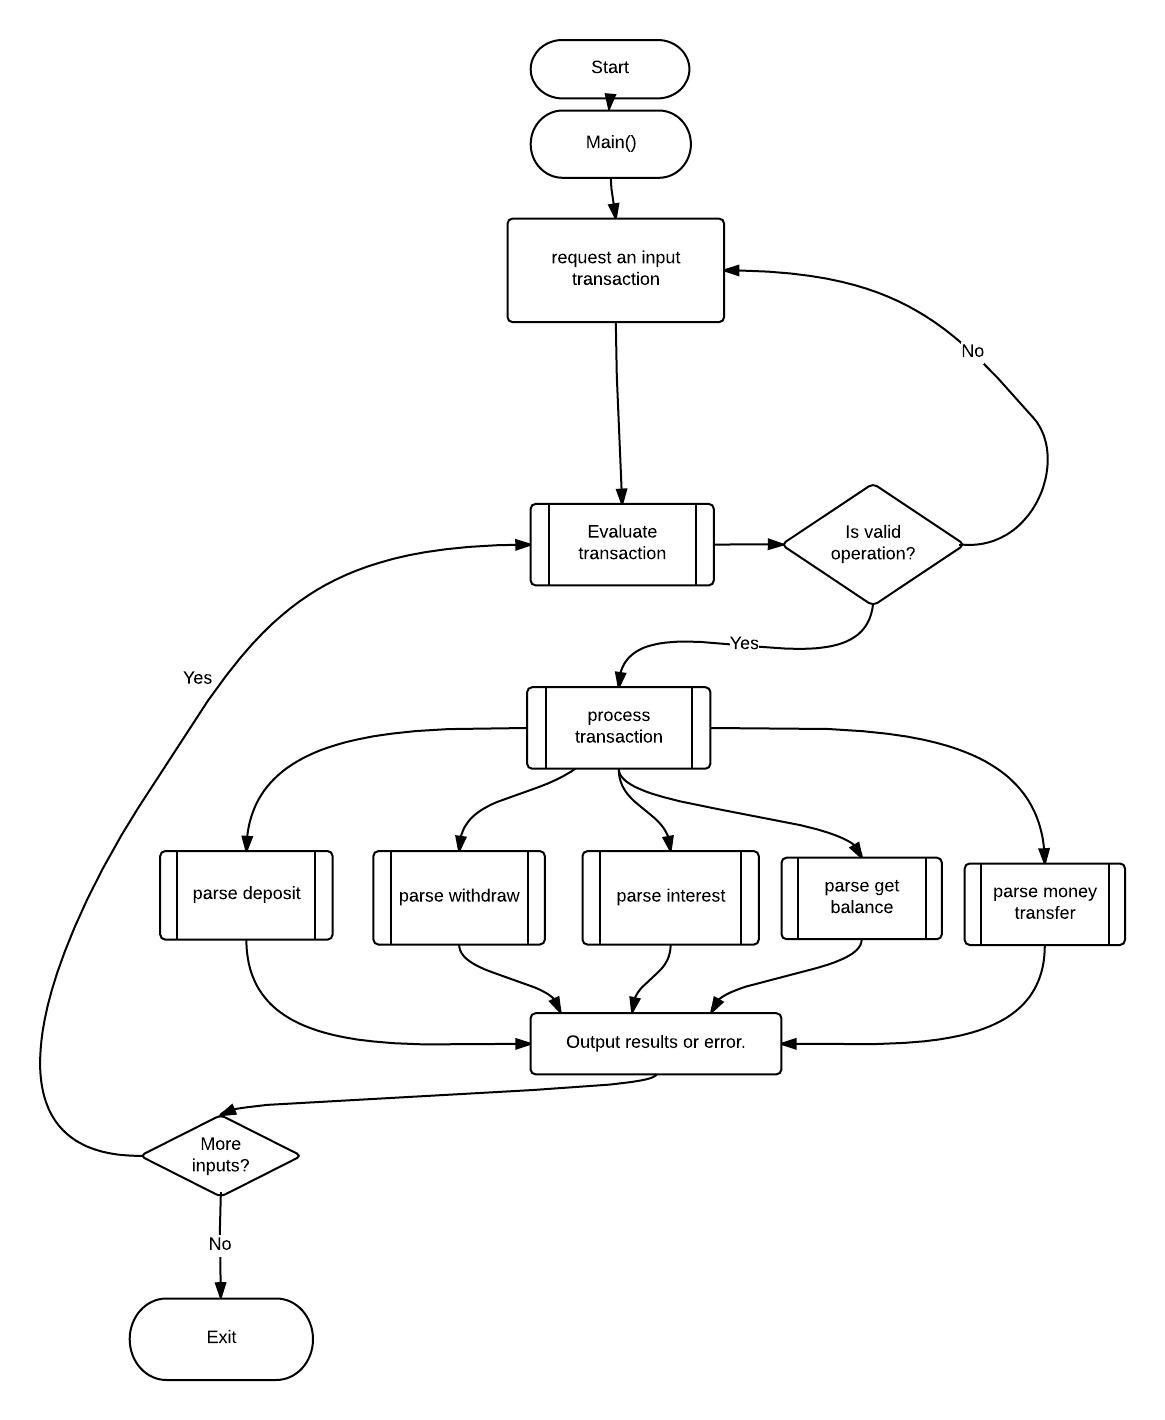 Start
Main()
request an input
transaction
No
Evaluate
transaction
Is valid
operation?
Yes
Yes
process
transaction
parse deposit
parse withdraw
parse interest
parse get
balance
parse money
transfer
Output results or error.
More
inputs?
No
Exit